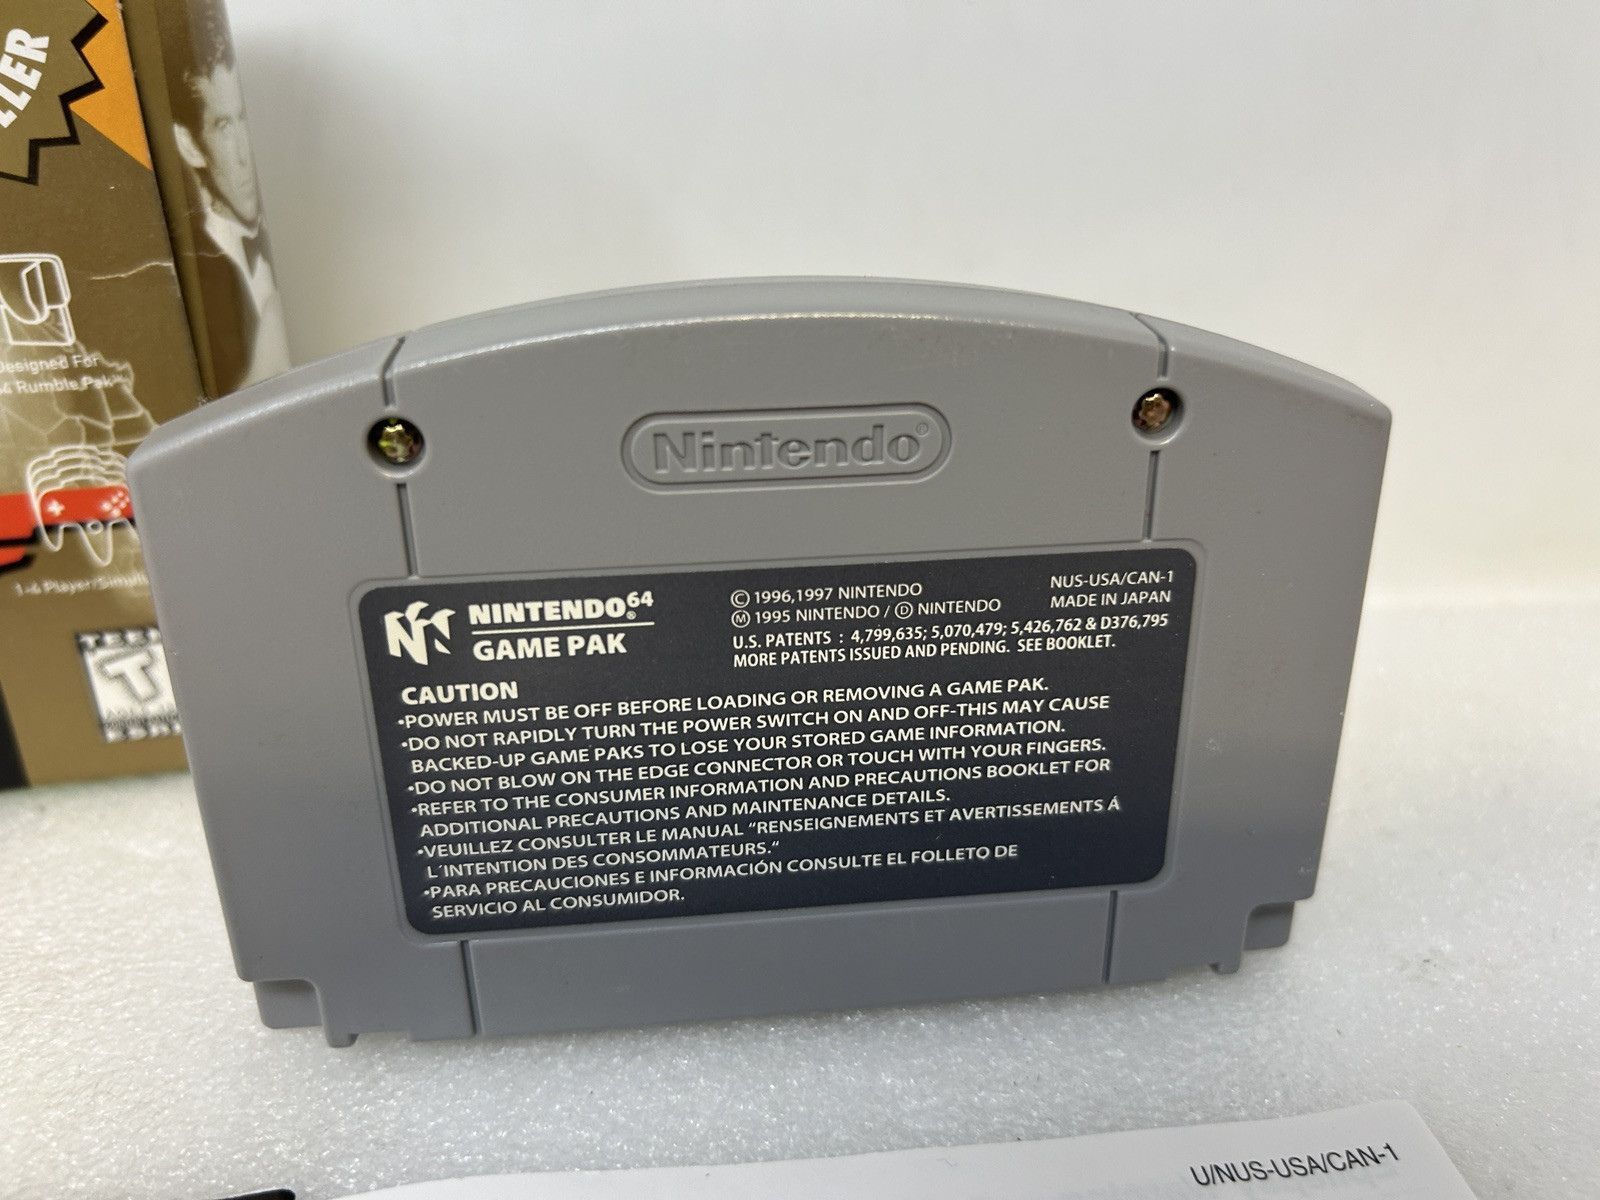 Designed For
Rumble Pak™
1-4 Player/
TEEN
T
Nintendo®
NINTENDO64®
GAME PAK
© 1996,1997 NINTENDO
Ⓜ 1995 NINTENDO / Ⓓ NINTENDO
NUS-USA/CAN-1
MADE IN JAPAN
U.S. PATENTS : 4,799,635; 5,070,479; 5,426,762 & D376,795
MORE PATENTS ISSUED AND PENDING. SEE BOOKLET.
CAUTION
•POWER MUST BE OFF BEFORE LOADING OR REMOVING A GAME PAK.
•DO NOT RAPIDLY TURN THE POWER SWITCH ON AND OFF-THIS MAY CAUSE
BACKED-UP GAME PAKS TO LOSE YOUR STORED GAME INFORMATION.
•DO NOT BLOW ON THE EDGE CONNECTOR OR TOUCH WITH YOUR FINGERS.
•REFER TO THE CONSUMER INFORMATION AND PRECAUTIONS BOOKLET FOR
ADDITIONAL PRECAUTIONS AND MAINTENANCE DETAILS.
•VEUILLEZ CONSULTER LE MANUAL “RENSEIGNEMENTS ET AVERTISSEMENTS Á
L´INTENTION DES CONSOMMATEURS.“
•PARA PRECAUCIONES E INFORMACIÓN CONSULTE EL FOLLETO DE
SERVICIO AL CONSUMIDOR.
U/NUS-USA/CAN-1